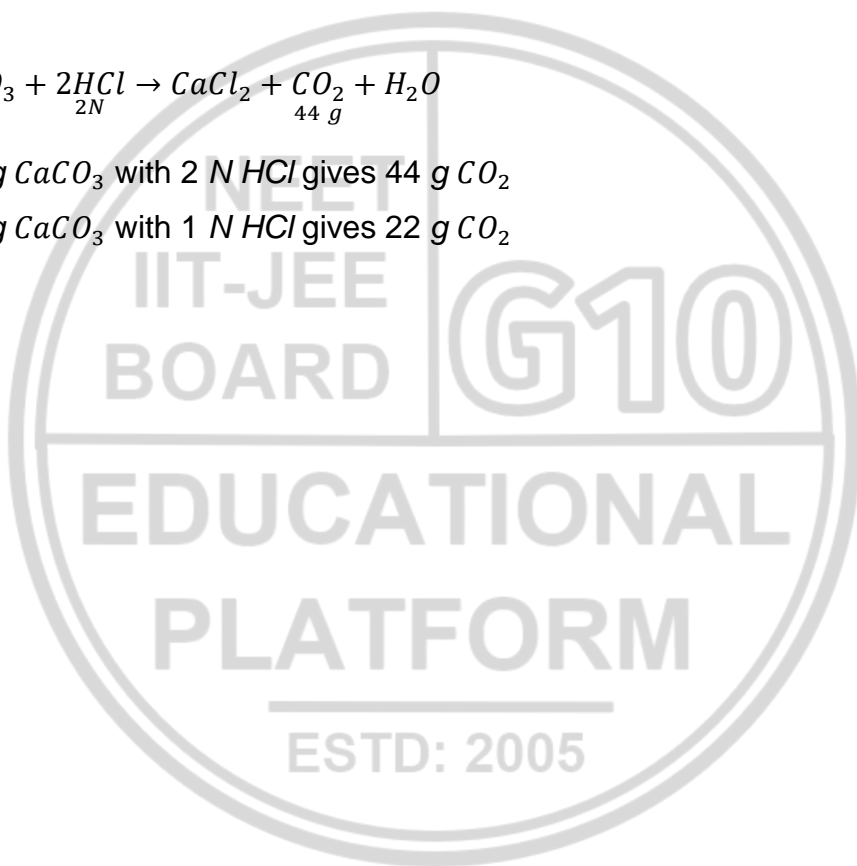 O₃ + 2HCl → CaCl₂ + CO₂ + H₂O
2N 44 g
g CaCO₃ with 2 N HCl gives 44 g CO₂
g CaCO₃ with 1 N HCl gives 22 g CO₂
NEET
IIT-JEE
BOARD
G10
EDUCATIONAL
PLATFORM
ESTD: 2005